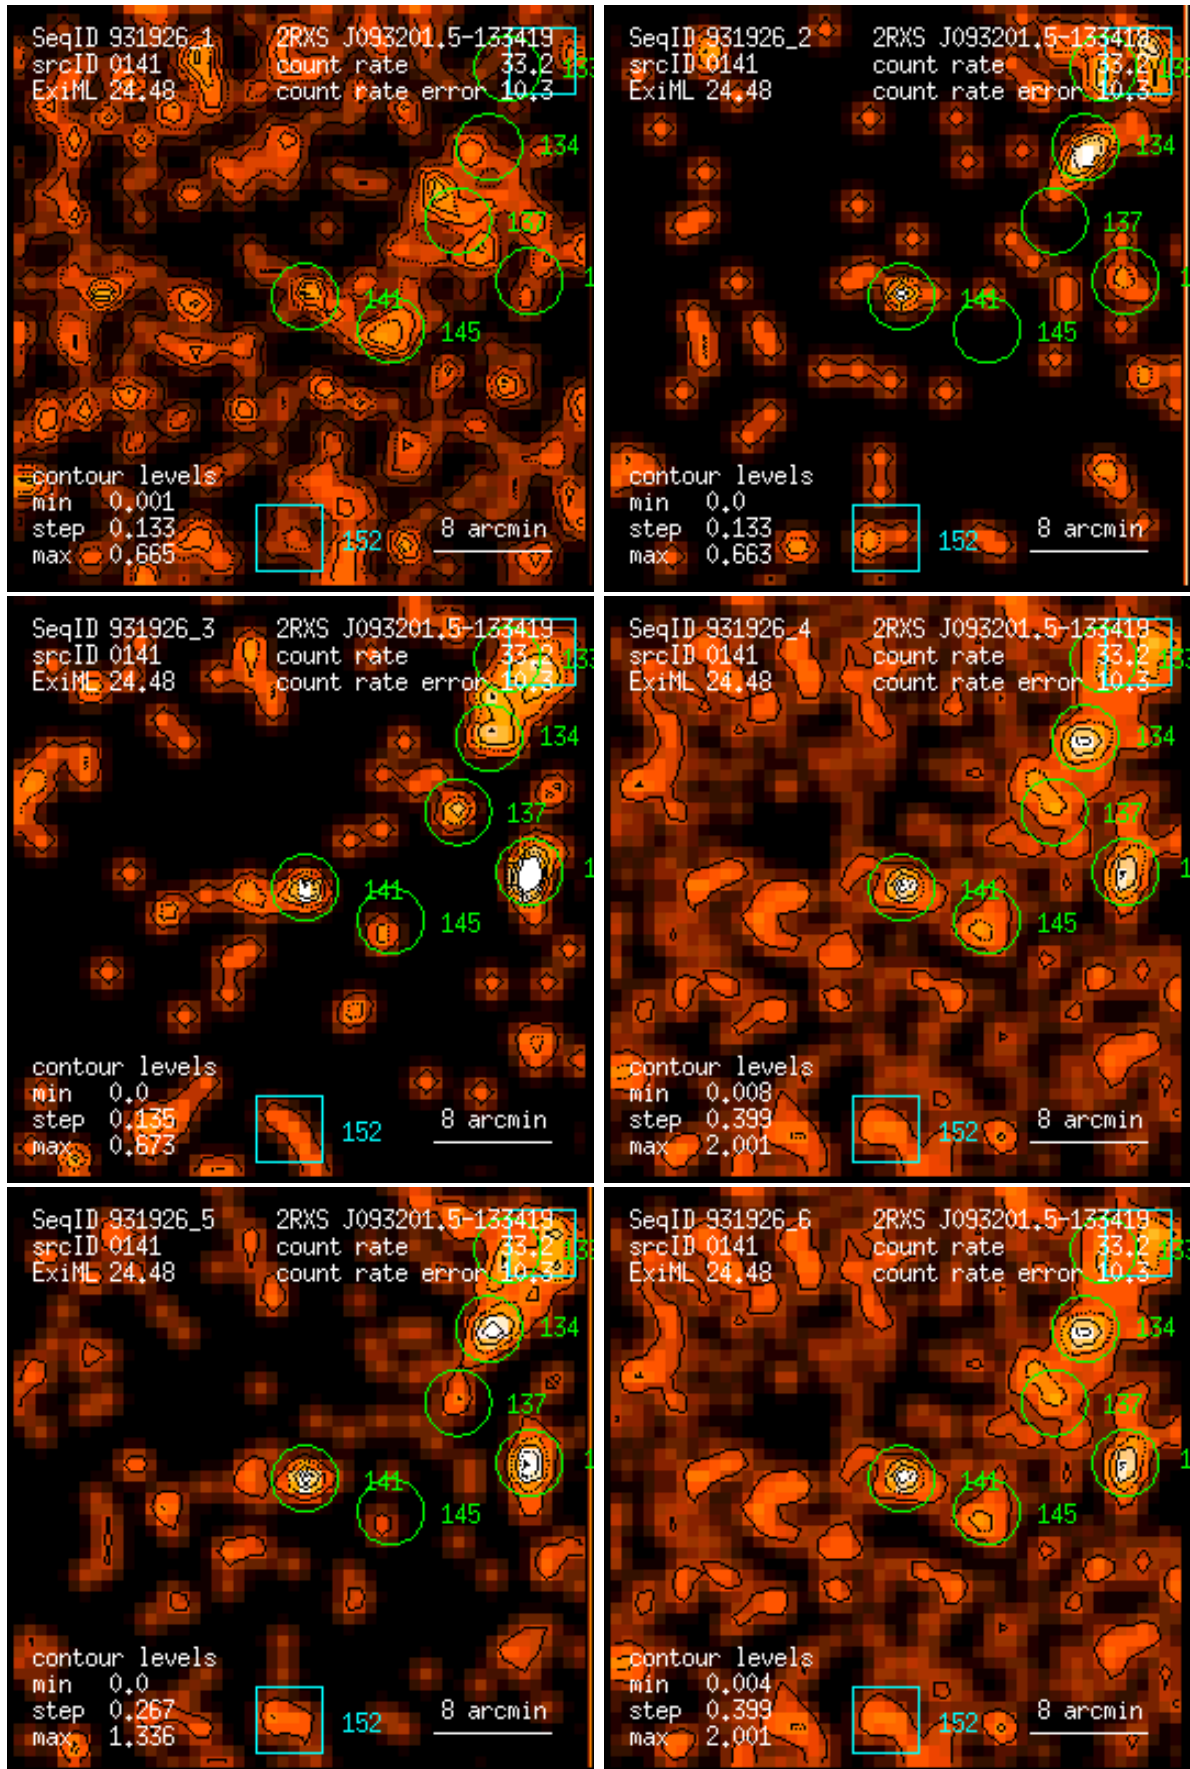 SeqID 931926_1 2RXS J093201.5-133419
srcID 0141 count rate 33.2
ExiML 24.48 count rate error 10.3
134
137
141
145
contour levels
min 0.001
step 0.133
max 0.665
152
8 arcmin
SeqID 931926_2 2RXS J093201.5-133419
srcID 0141 count rate 33.2
ExiML 24.48 count rate error 10.3
134
137
141
145
contour levels
min 0.0
step 0.133
max 0.663
152
8 arcmin
SeqID 931926_3 2RXS J093201.5-133419
srcID 0141 count rate 33.2
ExiML 24.48 count rate error 10.3
134
137
141
145
contour levels
min 0.0
step 0.135
max 0.673
152
8 arcmin
SeqID 931926_4 2RXS J093201.5-133419
srcID 0141 count rate 33.2
ExiML 24.48 count rate error 10.3
134
137
141
145
contour levels
min 0.008
step 0.399
max 2.001
152
8 arcmin
SeqID 931926_5 2RXS J093201.5-133419
srcID 0141 count rate 33.2
ExiML 24.48 count rate error 10.3
134
137
141
145
contour levels
min 0.0
step 0.267
max 1.336
152
8 arcmin
SeqID 931926_6 2RXS J093201.5-133419
srcID 0141 count rate 33.2
ExiML 24.48 count rate error 10.3
134
137
141
145
contour levels
min 0.004
step 0.399
max 2.001
152
8 arcmin